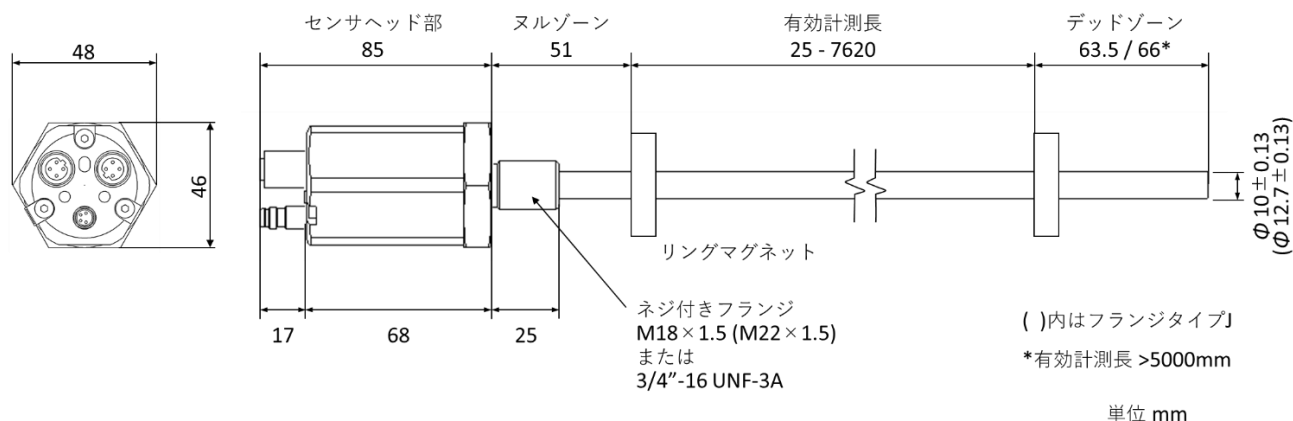 センサヘッド部
ヌルゾーン
有効計測長
デッドゾーン
48
85
51
25 - 7620
63.5 / 66*
46
Φ10±0.13
(Φ12.7±0.13)
リングマグネット
17
68
25
ネジ付きフランジ
M18×1.5 (M22×1.5)
または
3/4”-16 UNF-3A
( )内はフランジタイプJ
*有効計測長 >5000mm
単位 mm